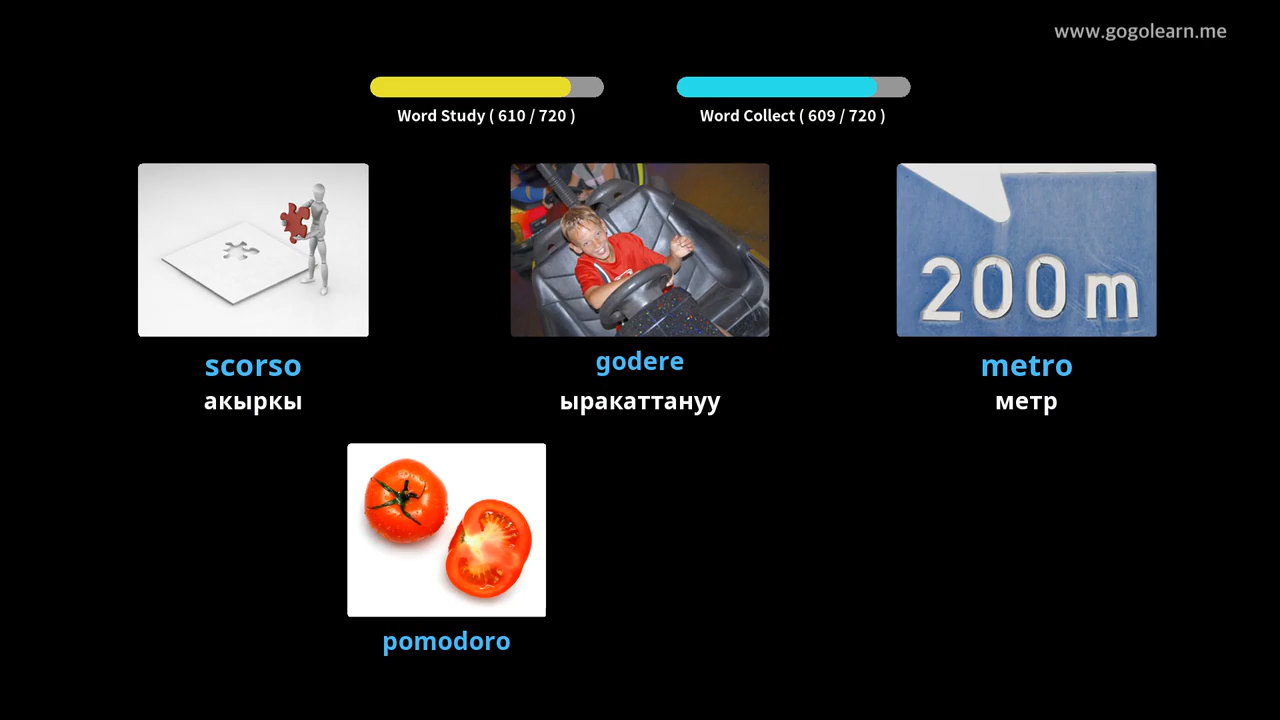 www.gogolearn.me
Word Study ( 610 / 720 )
Word Collect ( 609 / 720 )
200m
scorso
акыркы
godere
ыракаттануу
metro
метр
pomodoro